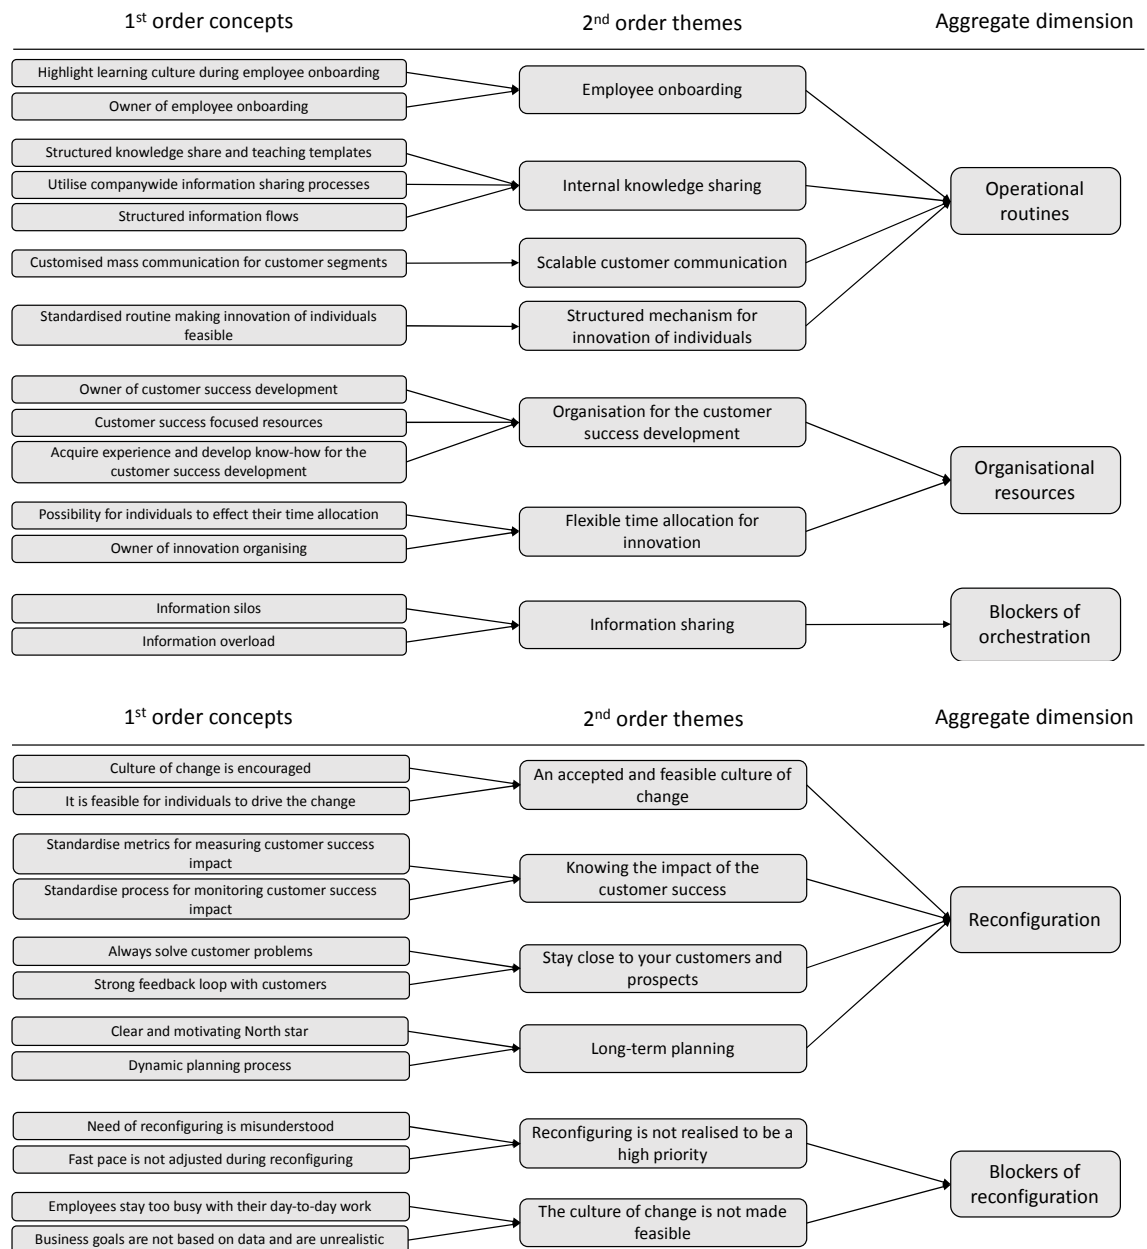 1st order concepts
2nd order themes
Aggregate dimension
Highlight learning culture during employee onboarding
Owner of employee onboarding
Employee onboarding
Structured knowledge share and teaching templates
Utilise companywide information sharing processes
Structured information flows
Internal knowledge sharing
Customised mass communication for customer segments
Scalable customer communication
Standardised routine making innovation of individuals
feasible
Structured mechanism for
innovation of individuals
Operational
routines
Owner of customer success development
Customer success focused resources
Acquire experience and develop know-how for the
customer success development
Organisation for the customer
success development
Possibility for individuals to effect their time allocation
Owner of innovation organising
Flexible time allocation for
innovation
Organisational
resources
Information silos
Information overload
Information sharing
Blockers of
orchestration
1st order concepts
2nd order themes
Aggregate dimension
Culture of change is encouraged
It is feasible for individuals to drive the change
An accepted and feasible culture of
change
Standardise metrics for measuring customer success
impact
Standardise process for monitoring customer success
impact
Knowing the impact of the
customer success
Always solve customer problems
Strong feedback loop with customers
Stay close to your customers and
prospects
Clear and motivating North star
Dynamic planning process
Long-term planning
Reconfiguration
Need of reconfiguring is misunderstood
Fast pace is not adjusted during reconfiguring
Reconfiguring is not realised to be a
high priority
Employees stay too busy with their day-to-day work
Business goals are not based on data and are unrealistic
The culture of change is not made
feasible
Blockers of
reconfiguration